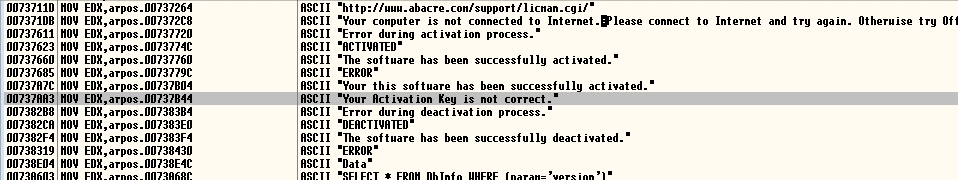 0073711D MOV EDX,arpos.00737264 ASCII "http://www.abacre.com/support/licman.cgi/"
007371DB MOV EDX,arpos.007372C8 ASCII "Your computer is not connected to Internet. Please connect to Internet and try again. Otherwise try Off
00737611 MOV EDX,arpos.00737720 ASCII "Error during activation process."
00737623 MOV EDX,arpos.0073774C ASCII "ACTIVATED"
00737660 MOV EDX,arpos.00737760 ASCII "The software has been successfully activated."
00737685 MOV EDX,arpos.0073779C ASCII "ERROR"
00737A7C MOV EDX,arpos.00737B04 ASCII "Your this software has been successfully activated."
00737AA3 MOV EDX,arpos.00737B44 ASCII "Your Activation Key is not correct."
007382B8 MOV EDX,arpos.007383B4 ASCII "Error during deactivation process."
007382CA MOV EDX,arpos.007383E0 ASCII "DEACTIVATED"
007382F4 MOV EDX,arpos.007383F4 ASCII "The software has been successfully deactivated."
00738319 MOV EDX,arpos.00738430 ASCII "ERROR"
00738E04 MOV EDX,arpos.00738E4C ASCII "Data"
00738603 MOV EDX,arpos.0073A68C ASCII "SELECT * FROM DbInfo WHERE (param='version')"